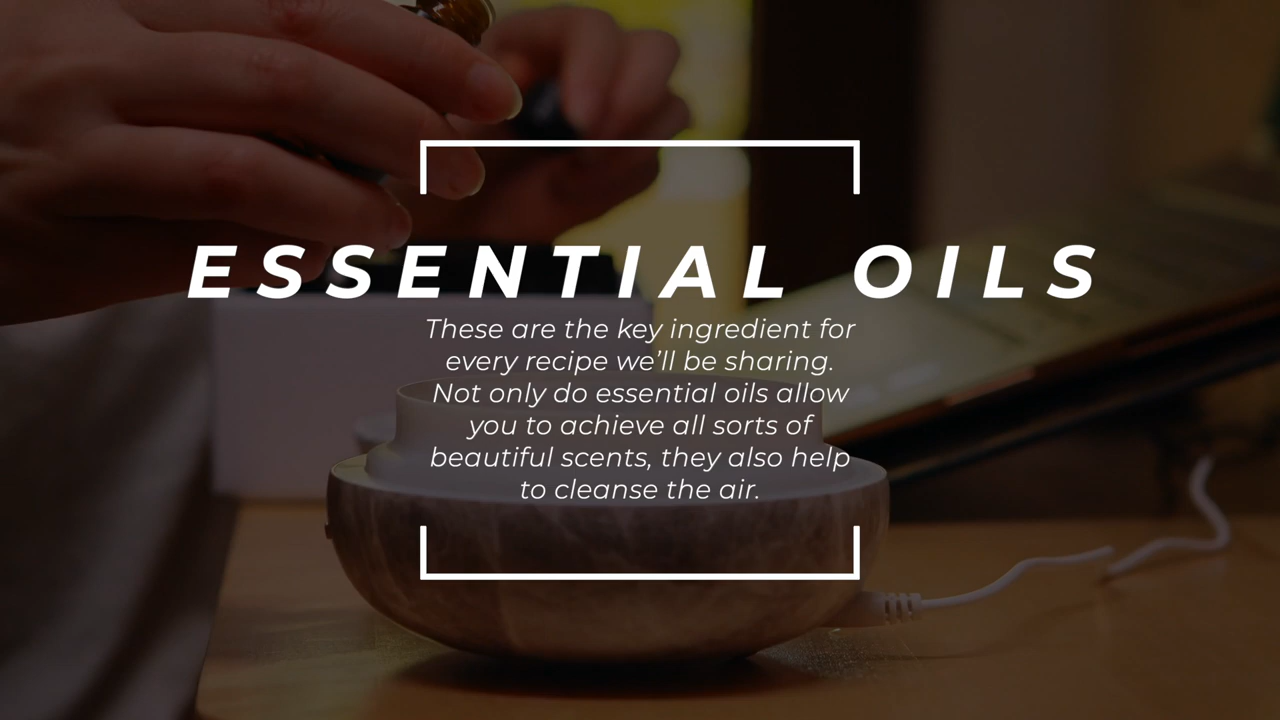 ESSENTIAL OILS
These are the key ingredient for
every recipe we'll be sharing.
Not only do essential oils allow
you to achieve all sorts of
beautiful scents, they also help
to cleanse the air.